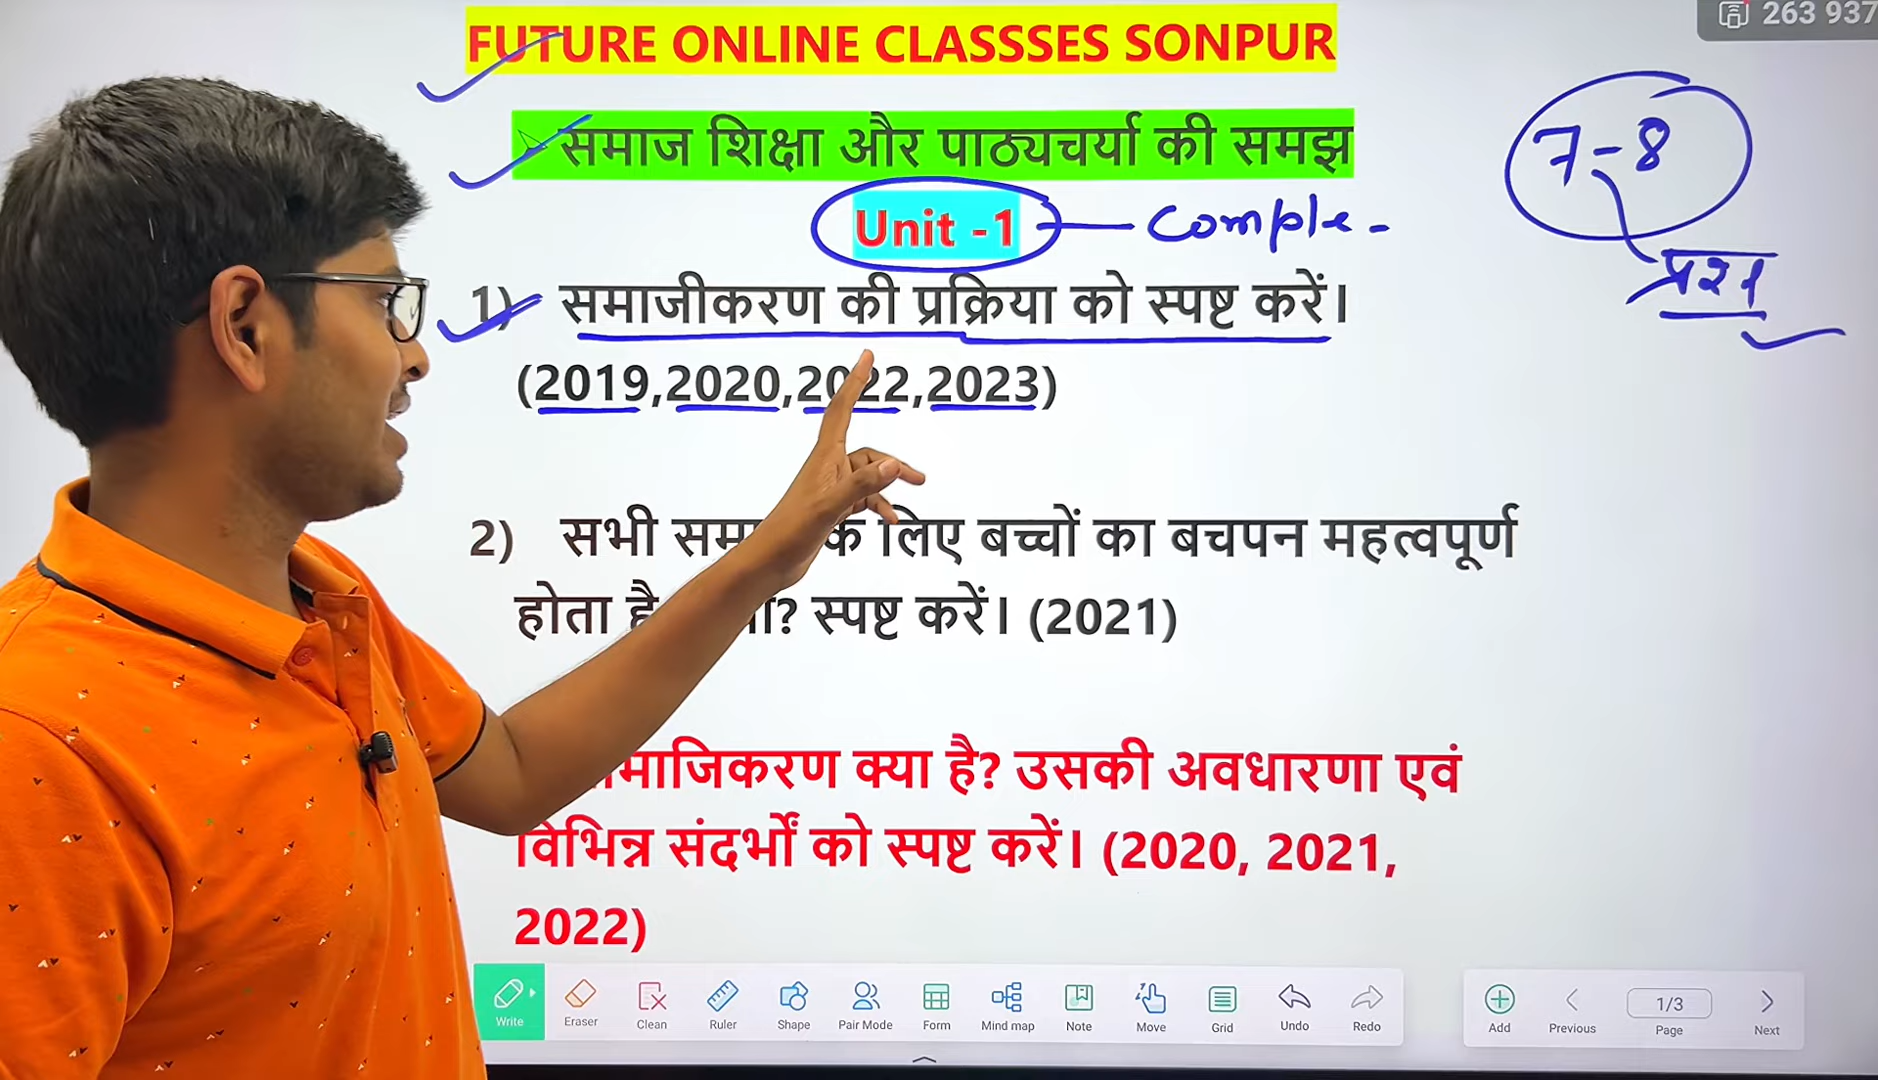 263 937
FUTURE ONLINE CLASSSES SONPUR
समाज शिक्षा और पाठ्यचर्या की समझ
7-8
Unit -1
Comple -
प्रश्न
1) समाजीकरण की प्रक्रिया को स्पष्ट करें।
(2019,2020,2022,2023)
2) सभी के लिए बच्चों का बचपन महत्वपूर्ण
होता है ? स्पष्ट करें। (2021)
क्या है? उसकी अवधारणा एवं
विभिन्न संदर्भों को स्पष्ट करें। (2020, 2021,
2022)
Write Eraser Clean Ruler Shape Pair Mode Form Mind map Note Move Grid Undo Redo Add Previous 1/3 Page Next